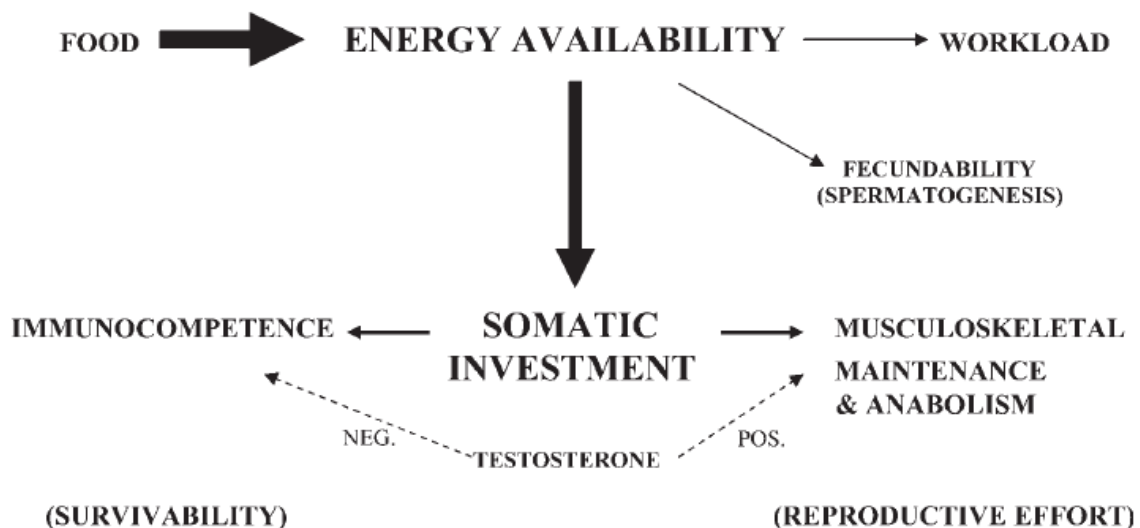 FOOD
ENERGY AVAILABILITY
WORKLOAD
FECUNDABILITY
(SPERMATOGENESIS)
IMMUNOCOMPETENCE
SOMATIC
INVESTMENT
MUSCULOSKELETAL
MAINTENANCE
& ANABOLISM
NEG.
TESTOSTERONE
POS.
(SURVIVABILITY)
(REPRODUCTIVE EFFORT)